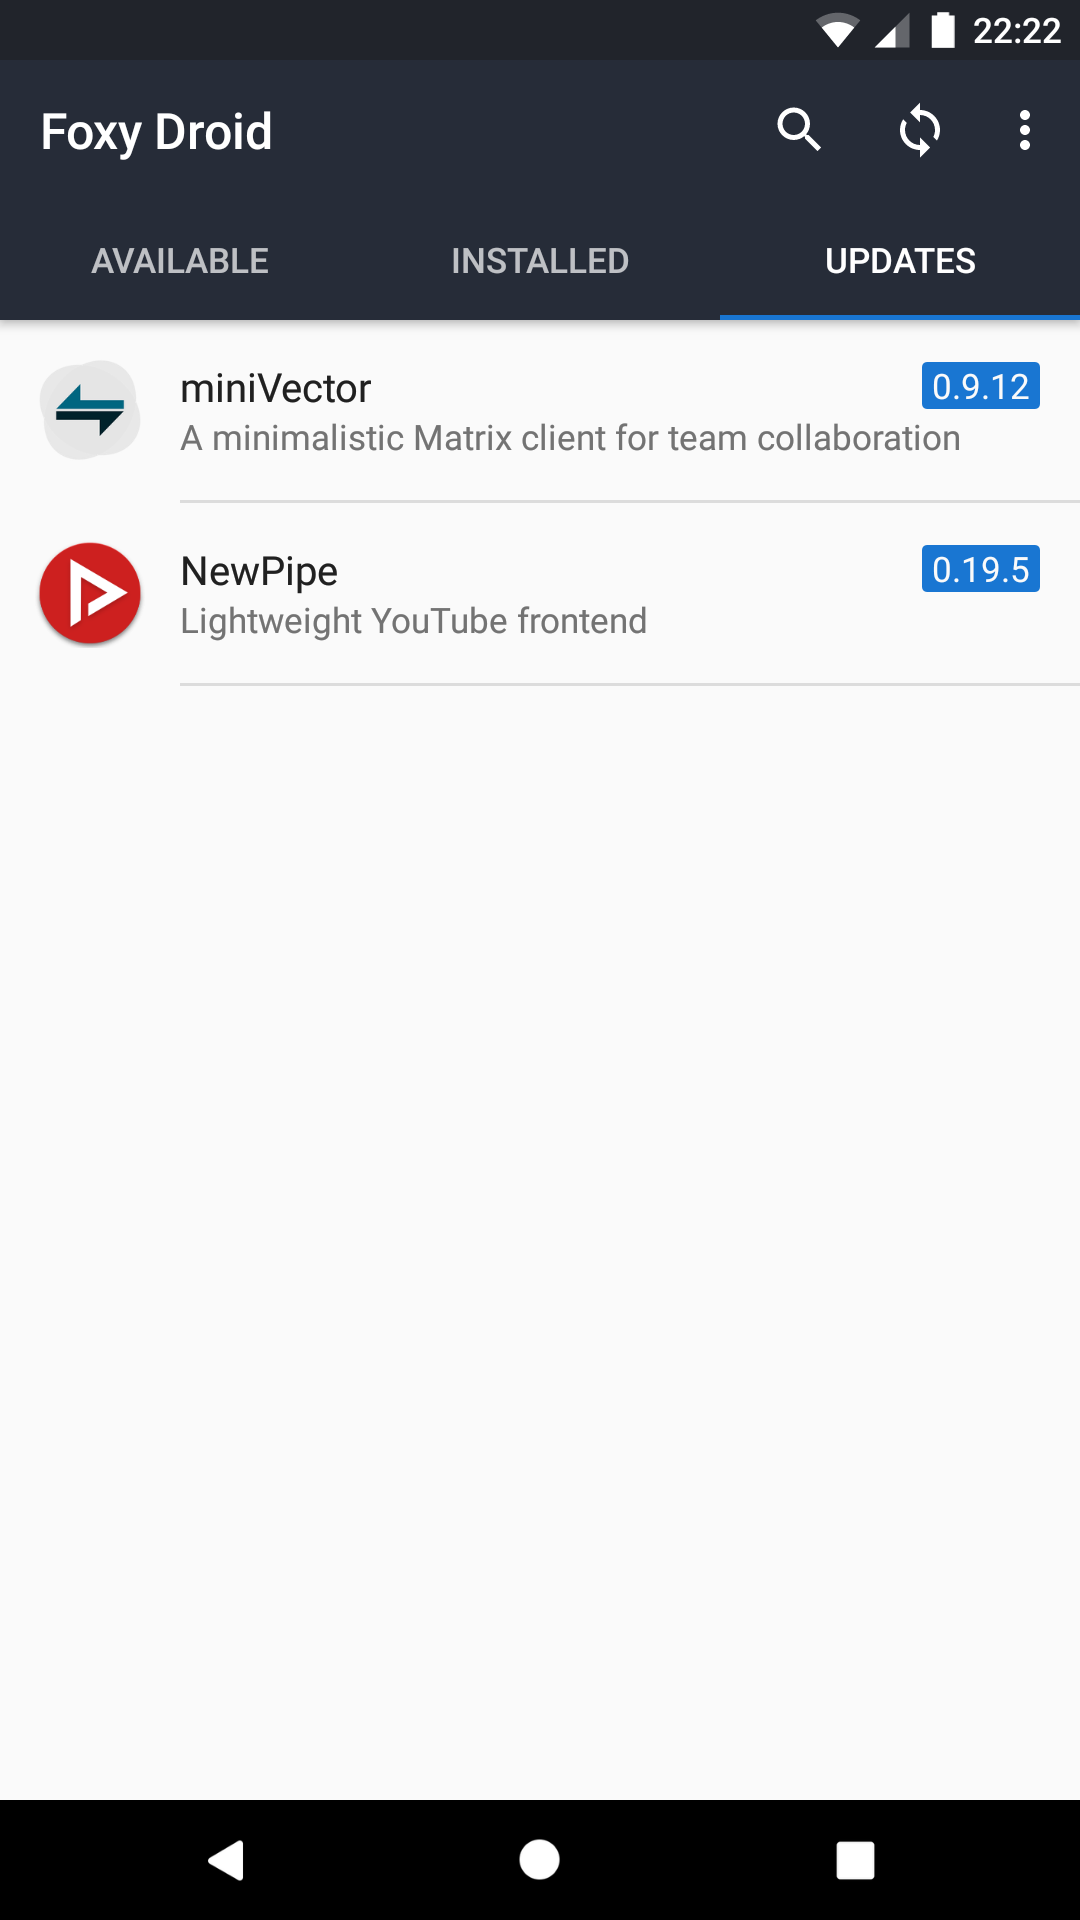 22:22
Foxy Droid
AVAILABLE INSTALLED UPDATES
miniVector 0.9.12
A minimalistic Matrix client for team collaboration
NewPipe 0.19.5
Lightweight YouTube frontend